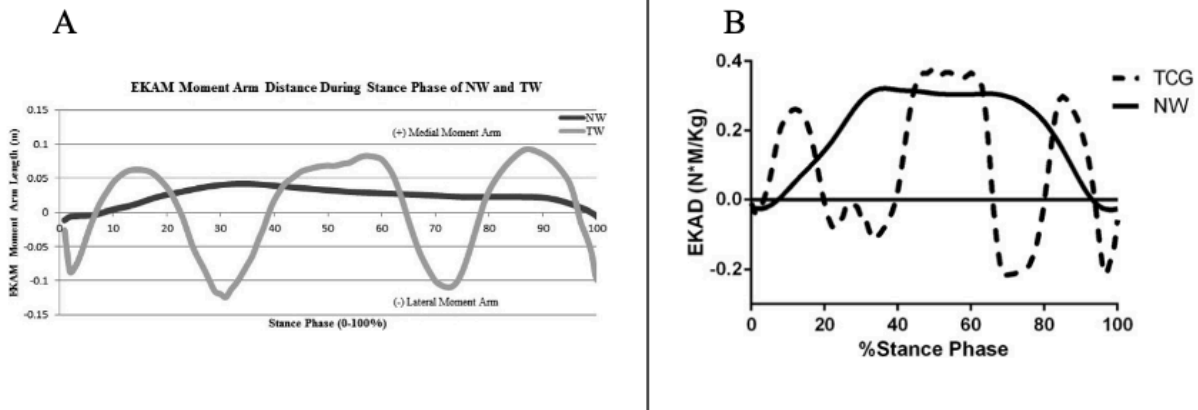 A
EKAM Moment Arm Distance During Stance Phase of NW and TW
EKAM Moment Arm Length (m)
0.15
0.1
0.05
0
-0.05
-0.1
-0.15
NW
TW
(+) Medial Moment Arm
0 10 20 30 40 50 60 70 80 90 100
(-) Lateral Moment Arm
Stance Phase (0-100%)
B
EKAD (N*M/Kg)
0.4
0.2
0.0
-0.2
TCG
NW
0 20 40 60 80 100
%Stance Phase